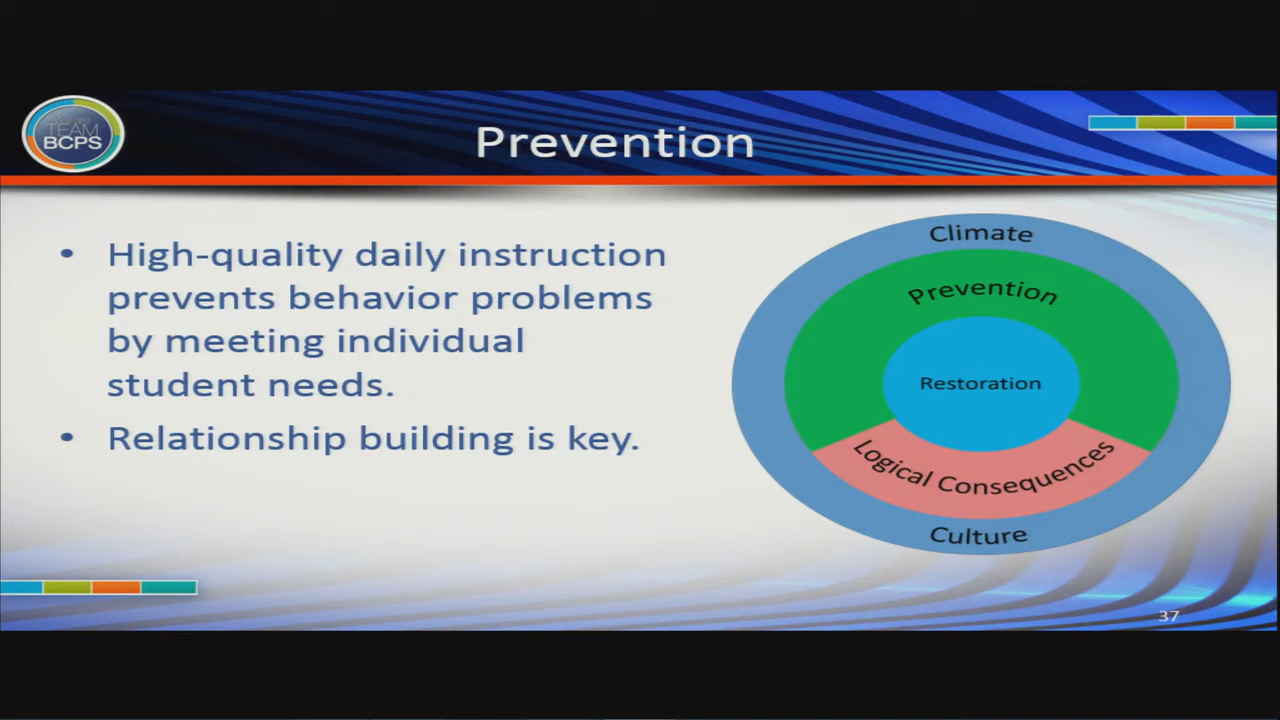 TEAM
BCPS
Prevention
• High-quality daily instruction
prevents behavior problems
by meeting individual
student needs.
• Relationship building is key.
Climate
Prevention
Restoration
Logical Consequences
Culture
37